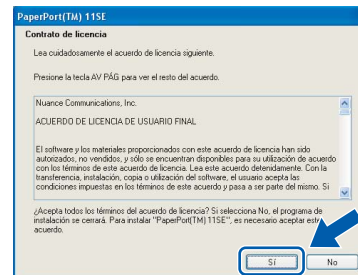 PaperPort(TM) 11SE
Contrato de licencia
Lea cuidadosamente el acuerdo de licencia siguiente.
Presione la tecla AV PÁG para ver el resto del acuerdo.
Nuance Communications, Inc.
ACUERDO DE LICENCIA DE USUARIO FINAL
El software y los materiales proporcionados con este acuerdo de licencia han sido
autorizados, no vendidos, y sólo se encuentran disponibles para su utilización de acuerdo
con los términos de este acuerdo de licencia. Lea este acuerdo detenidamente. Con la
transferencia, instalación, copia o utilización del software, el usuario acepta las
condiciones impuestas en los términos de este acuerdo y pasa a ser parte del mismo. Si
¿Acepta todos los términos del acuerdo de licencia? Si selecciona No, el programa de
instalación se cerrará. Para instalar "PaperPort(TM) 11SE", es necesario aceptar este
acuerdo.
Sí No